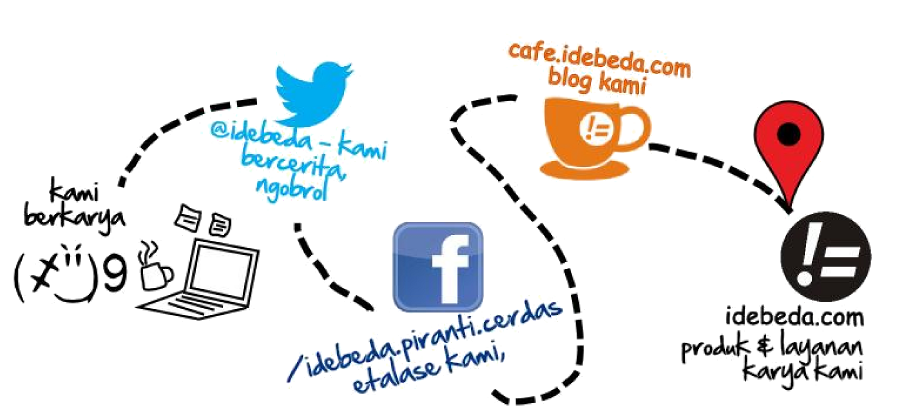 kami
berkarya
@idebeda - kami
bercerita,
ngobrol
f
/idebeda.piranti.cerdas
etalase kami,
cafe.idebeda.com
blog kami
!=
!=
idebeda.com
produk & layanan
karya kami